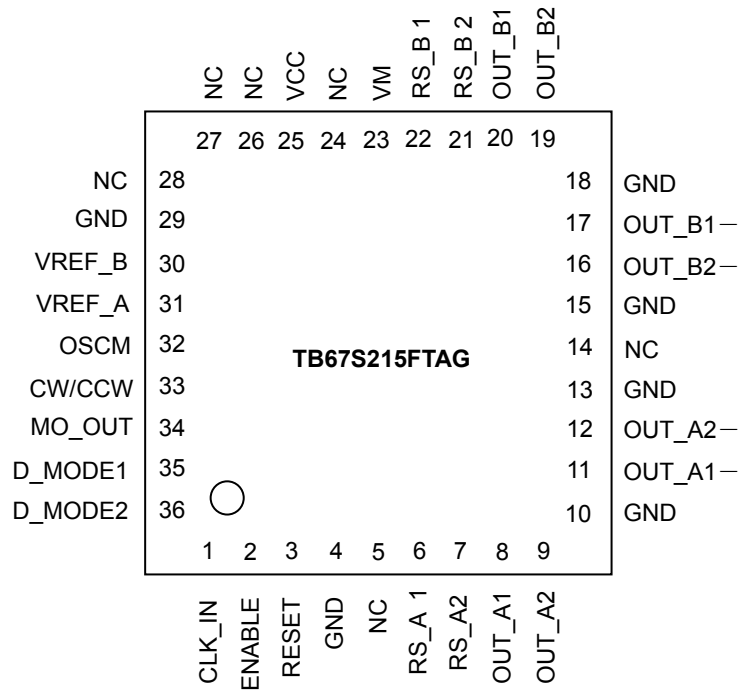 NC
NC
VCC
NC
VM
RS_B 1
RS_B 2
OUT_B1
OUT_B2
27 26 25 24 23 22 21 20 19
NC 28
GND 29
VREF_B 30
VREF_A 31
OSCM 32
CW/CCW 33
MO_OUT 34
D_MODE1 35
D_MODE2 36
TB67S215FTAG
18 GND
17 OUT_B1—
16 OUT_B2—
15 GND
14 NC
13 GND
12 OUT_A2—
11 OUT_A1—
10 GND
1 2 3 4 5 6 7 8 9
CLK_IN
ENABLE
RESET
GND
NC
RS_A 1
RS_A2
OUT_A1
OUT_A2